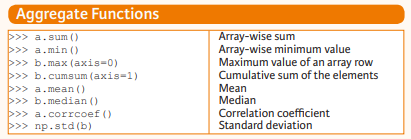 Aggregate Functions
>>> a.sum() Array-wise sum
>>> a.min() Array-wise minimum value
>>> b.max(axis=0) Maximum value of an array row
>>> b.cumsum(axis=1) Cumulative sum of the elements
>>> a.mean() Mean
>>> b.median() Median
>>> a.corrcoef() Correlation coefficient
>>> np.std(b) Standard deviation